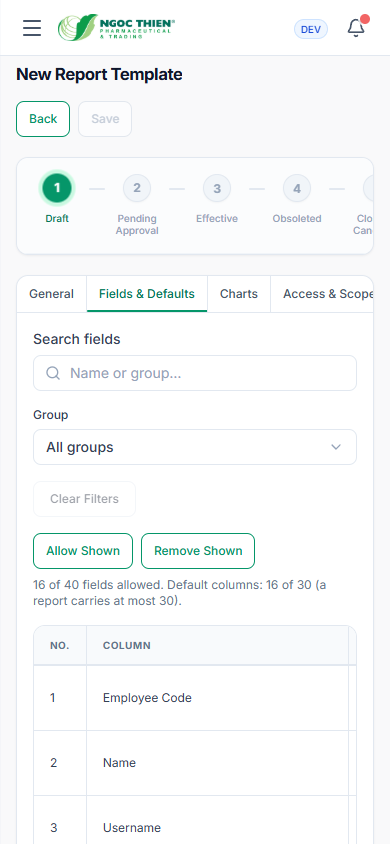 NGOC THIEN®
PHARMACEUTICAL
& TRADING
DEV
New Report Template
Back
Save
1
2
3
4
Draft
Pending
Approval
Effective
Obsoleted
Clo
Can
General
Fields & Defaults
Charts
Access & Scope
Search fields
Name or group...
Group
All groups
Clear Filters
Allow Shown
Remove Shown
16 of 40 fields allowed. Default columns: 16 of 30 (a
report carries at most 30).
NO.
COLUMN
1
Employee Code
2
Name
3
Username